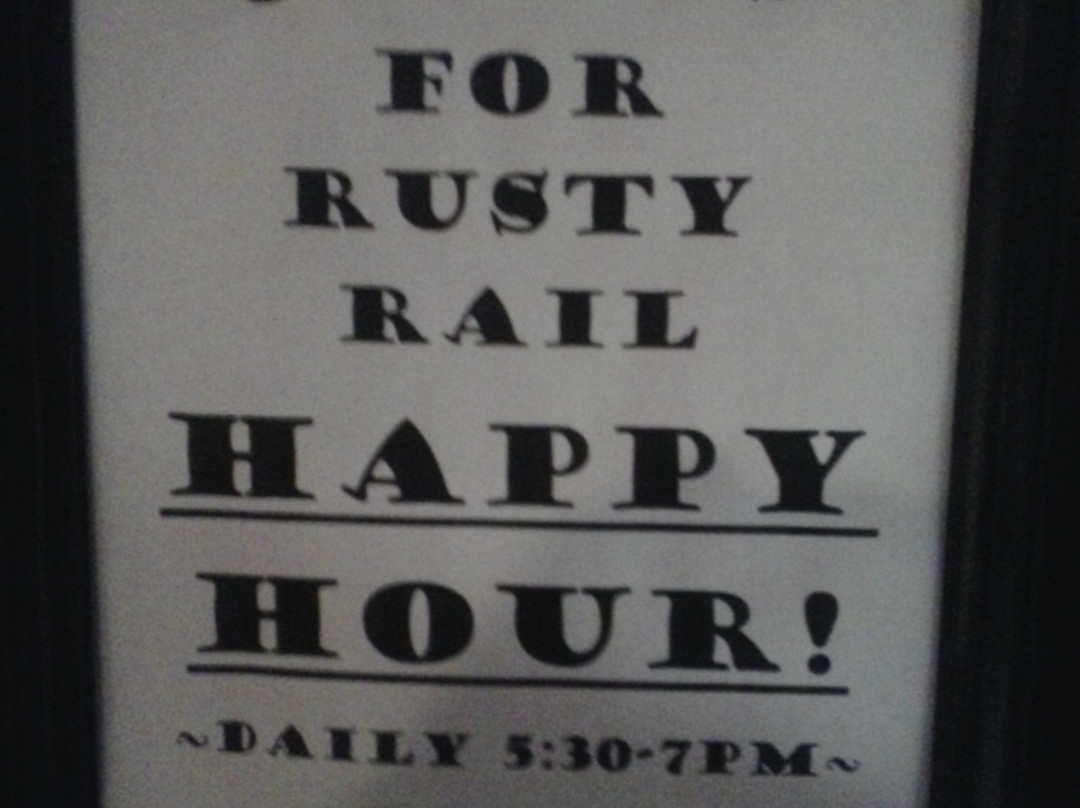 FOR
RUSTY
RAIL
HAPPY
HOUR!
~DAILY 5:30-7PM~